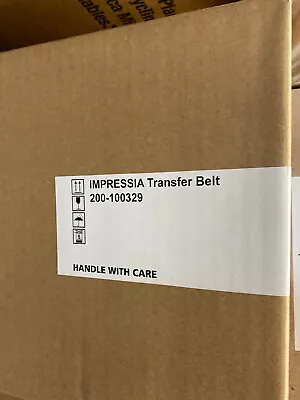 IMPRESSIA Transfer Belt
200-100329
HANDLE WITH CARE